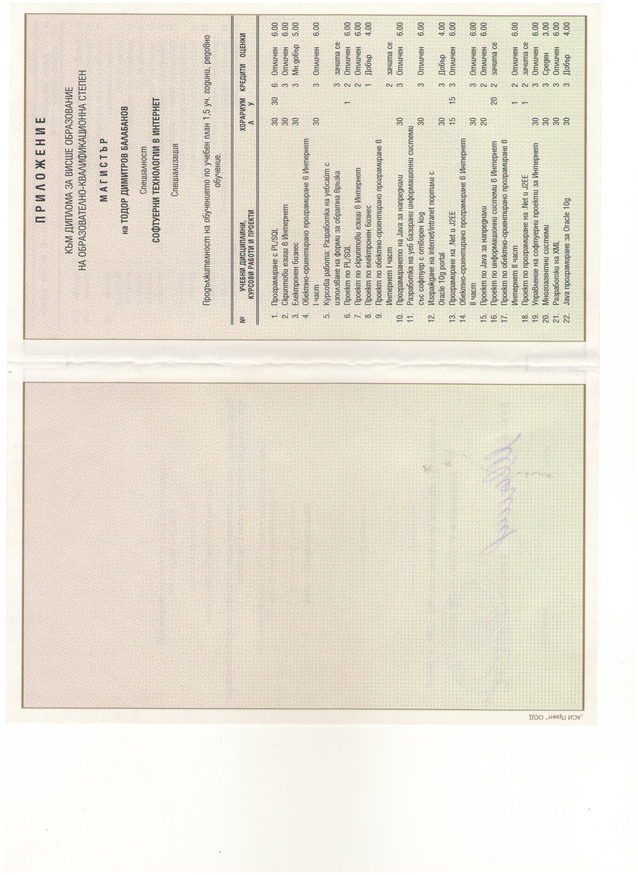 ПРИЛОЖЕНИЕ
КЪМ ДИПЛОМА ЗА ВИСШЕ ОБРАЗОВАНИЕ
НА ОБРАЗОВАТЕЛНО-КВАЛИФИКАЦИОННА СТЕПЕН
МАГИСТЪР
на ТОДОР ДИМИТРОВ БАЛАБАНОВ
Специалност
СОФТУЕРНИ ТЕХНОЛОГИИ В ИНТЕРНЕТ
Специализация
Продължителност на обучението по учебен план 1,5 уч. години, редовно
обучение.
№ УЧЕБНИ ДИСЦИПЛИНИ, ХОРАРИУМ КРЕДИТИ ОЦЕНКИ
КУРСОВИ РАБОТИ И ПРОЕКТИ Л У
1. Програмиране с PL/SQL 30 30 6 Отличен 6.00
2. Скриптови езици в Интернет 30 3 Отличен 6.00
3. Електронен бизнес 30 3 Мн.добър 5.00
4. Обектно-ориентирано програмиране в Интернет
I част 30 3 Отличен 6.00
5. Курсова работа: Разработка на уебсайт с
използване на форми за обратна връзка 3 зачита се
6. Проект по PL/SQL 1 2 Отличен 6.00
7. Проект по скриптови езици в Интернет 2 Отличен 6.00
8. Проект по електронен бизнес 1 Добър 4.00
9. Проект по обектно-ориентирано програмиране в
Интернет I част 2 зачита се
10. Програмирането на Java за напреднали 30 3 Отличен 6.00
11. Разработка на уеб базирани информационни системи
със софтуер с отворен код 30 3 Отличен 6.00
12. Изграждане на internet/intranet портали с
Oracle 10g portal 30 3 Добър 4.00
13. Програмиране на .Net и J2EE 15 15 3 Отличен 6.00
14. Обектно-ориентирано програмиране в Интернет
II част 30 3 Отличен 6.00
15. Проект по Java за напреднали 20 2 Отличен 6.00
16. Проект по информационни системи в Интернет 20 2 зачита се
17. Проект по обектно-ориентирано програмиране в
Интернет II част 1 2 Отличен 6.00
18. Проект по програмиране на .Net и J2EE 1 2 зачита се
19. Управление на софтуерни проекти за Интернет 30 3 Отличен 6.00
20. Многоагентни системи 30 3 Среден 3.00
21. Разработки на XML 30 3 Отличен 6.00
22. Java програмиране за Oracle 10g 30 3 Добър 4.00
„АСИ Принт" ООД